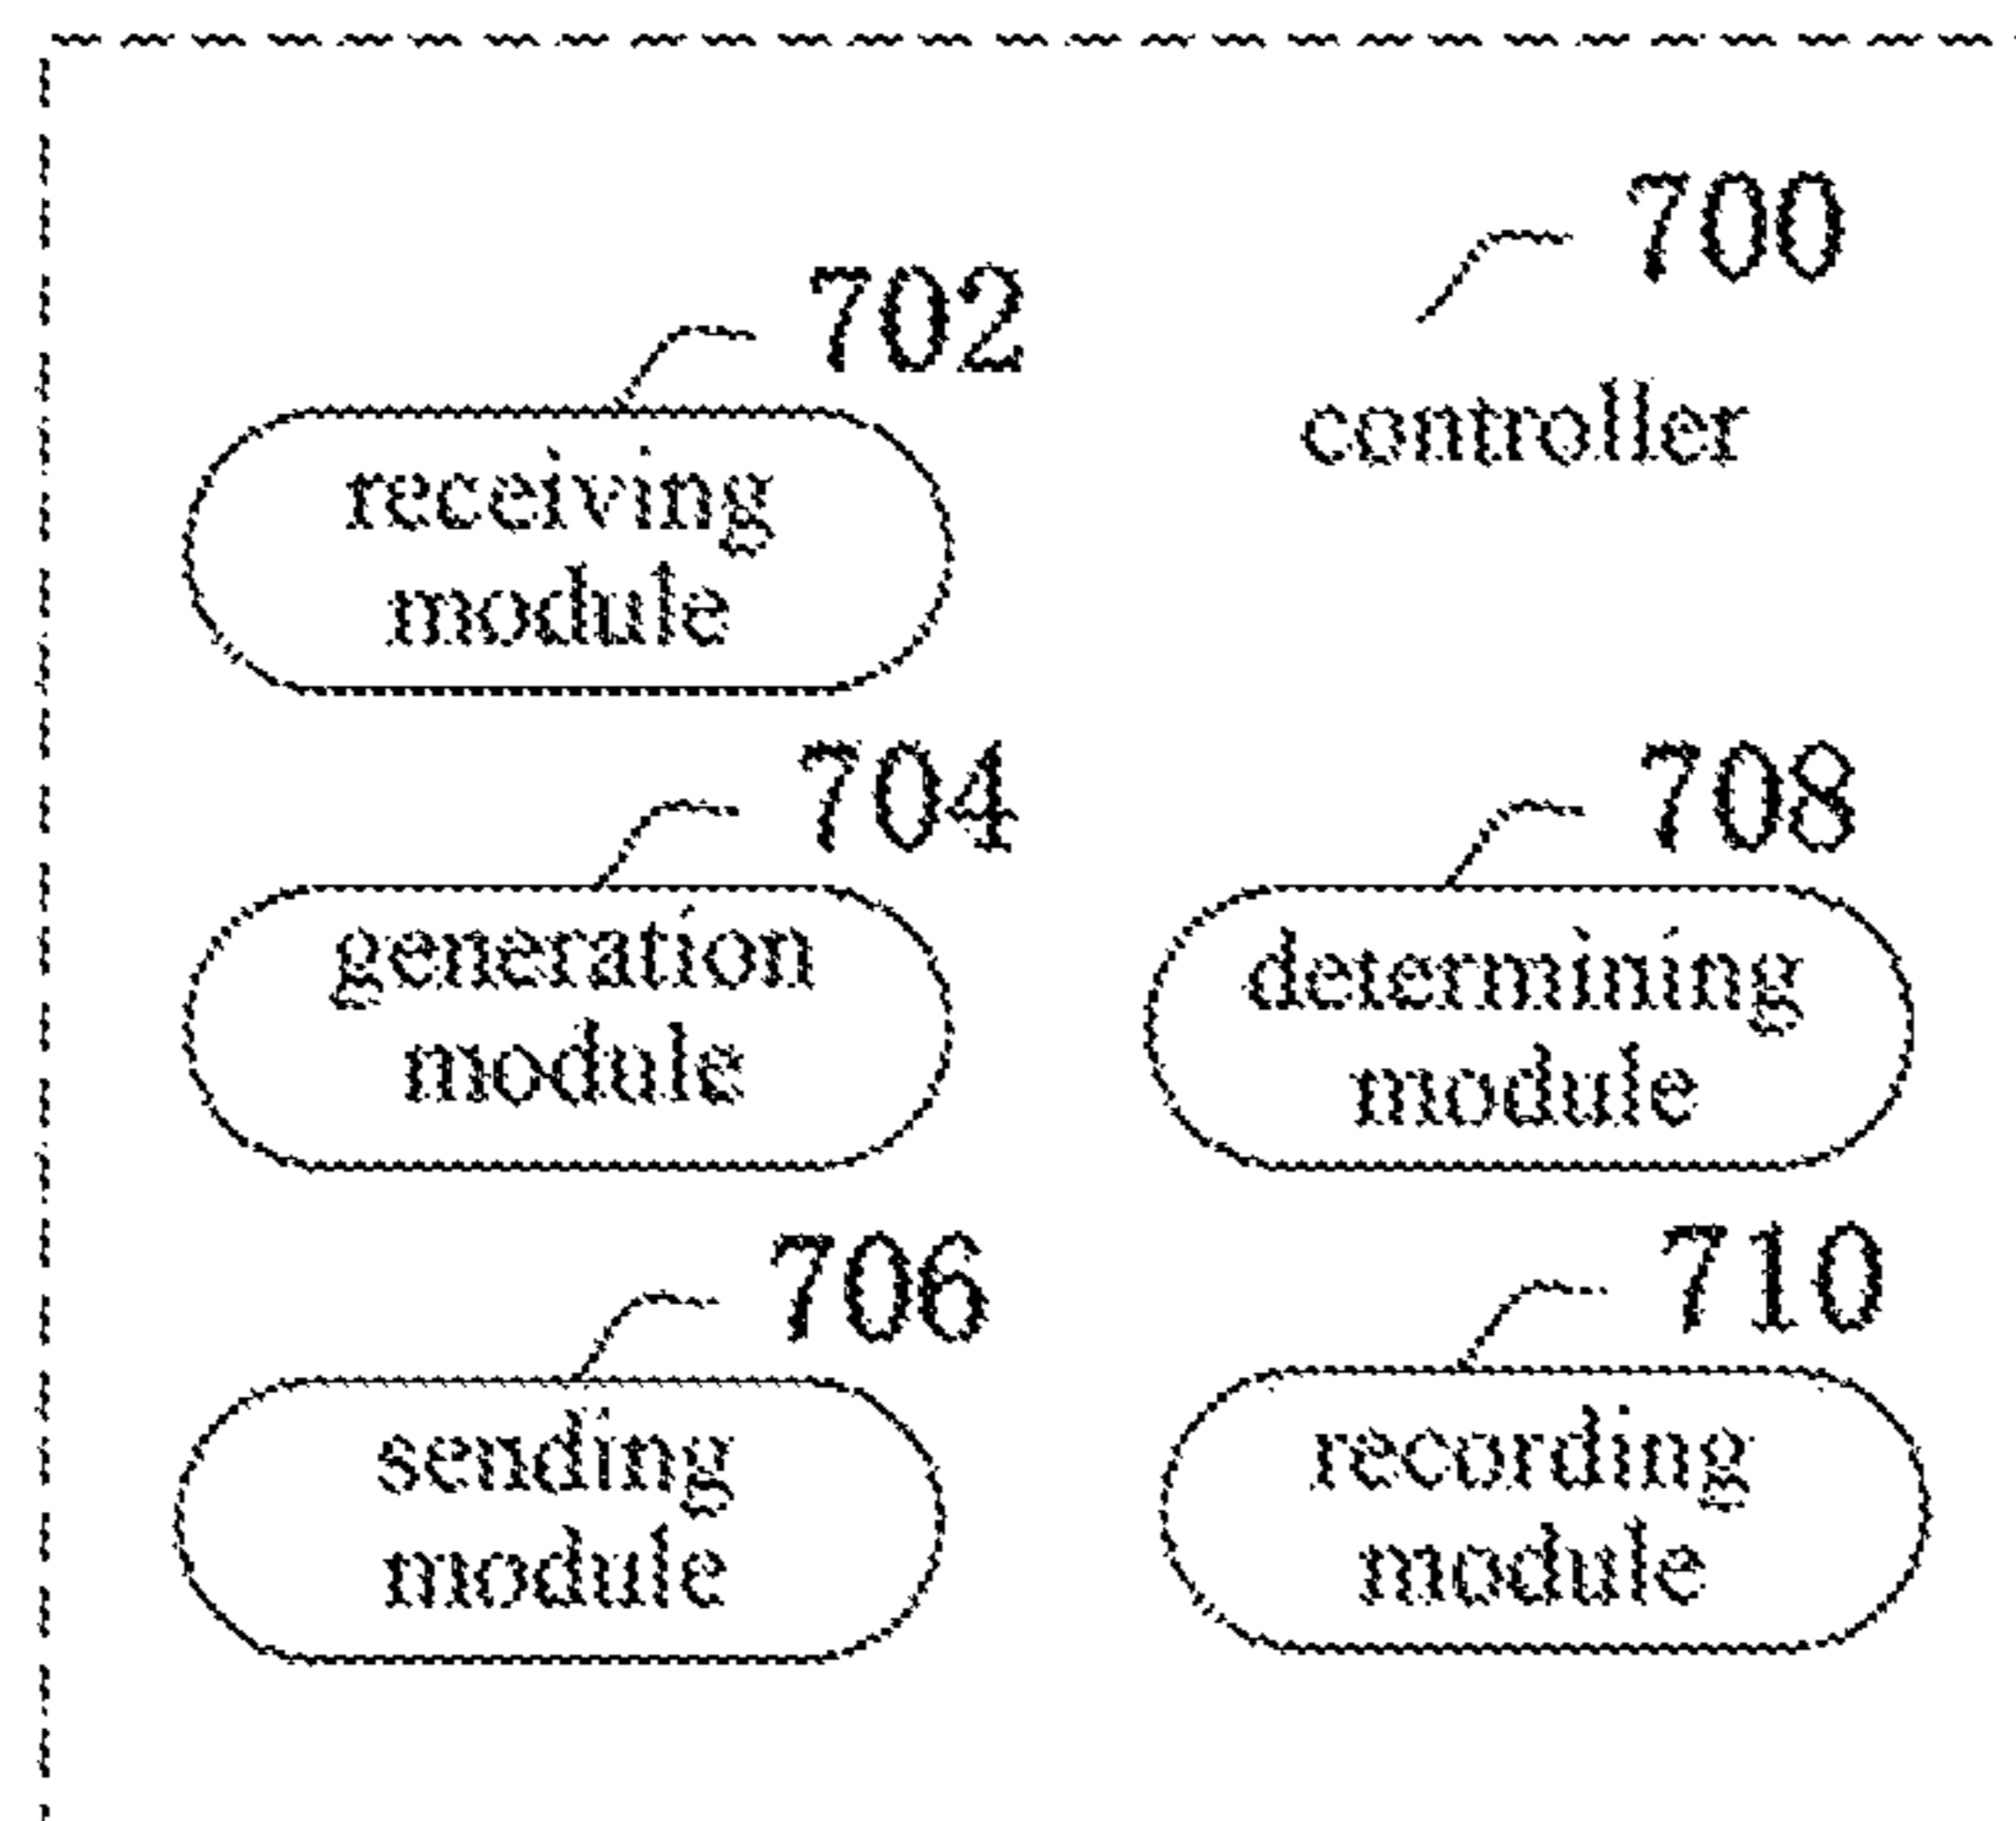 700
controller
702
receiving
module
704
generation
module
708
determining
module
706
sending
module
710
recording
module